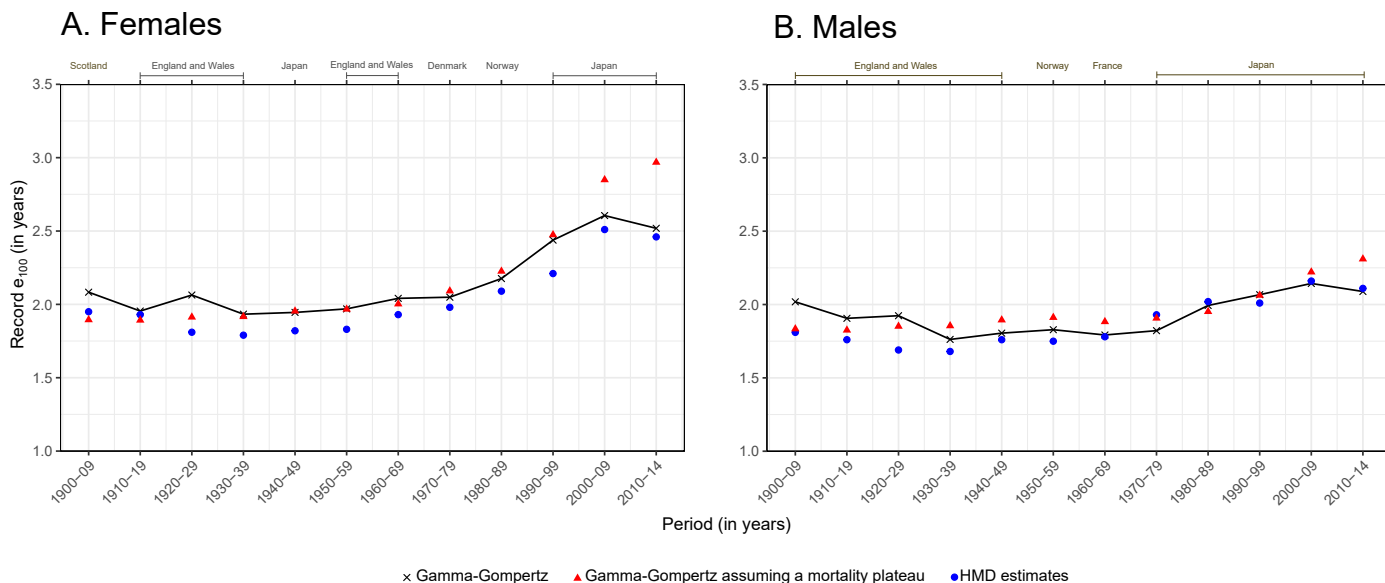 A. Females
B. Males
Scotland England and Wales Japan England and Wales Denmark Norway Japan
England and Wales Norway France Japan
Record e100 (in years)
3.5
3.0
2.5
2.0
1.5
1.0
3.5
3.0
2.5
2.0
1.5
1.0
1900−09 1910−19 1920−29 1930−39 1940−49 1950−59 1960−69 1970−79 1980−89 1990−99 2000−09 2010−14
1900−09 1910−19 1920−29 1930−39 1940−49 1950−59 1960−69 1970−79 1980−89 1990−99 2000−09 2010−14
Period (in years)
Gamma-Gompertz Gamma-Gompertz assuming a mortality plateau HMD estimates